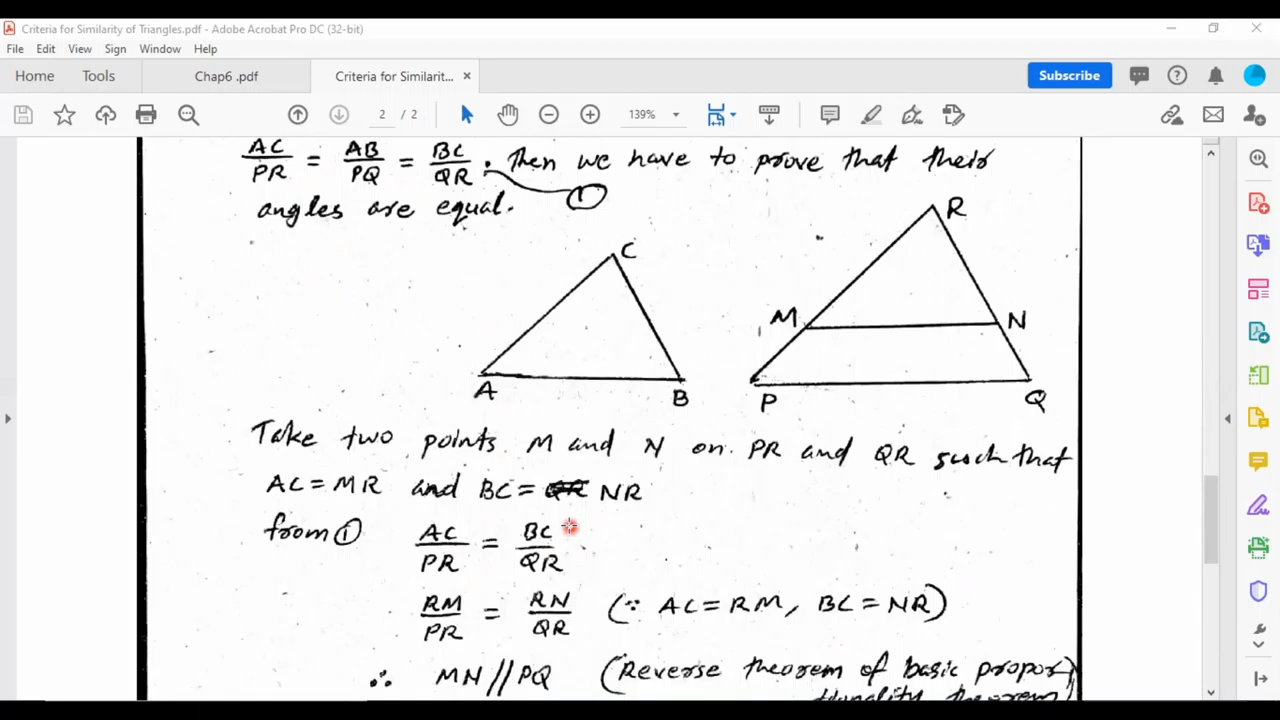 Criteria for Similarity of Triangles.pdf - Adobe Acrobat Pro DC (32-bit)
File Edit View Sign Window Help
Home Tools Chap6 .pdf Criteria for Similarit... ×
Subscribe
2 / 2 139%
AC/PR = AB/PQ = BC/QR . Then we have to prove that their
①
angles are equal.
C
R
M
N
A
B
P
Q
Take two points M and N on PR and QR such that
AC = MR and BC = NR
from ① AC/PR = BC/QR
RM/PR = RN/QR (∵ AC = RM, BC = NR)
∴ MN // PQ (Reverse theorem of basic propor
tionality theorem)